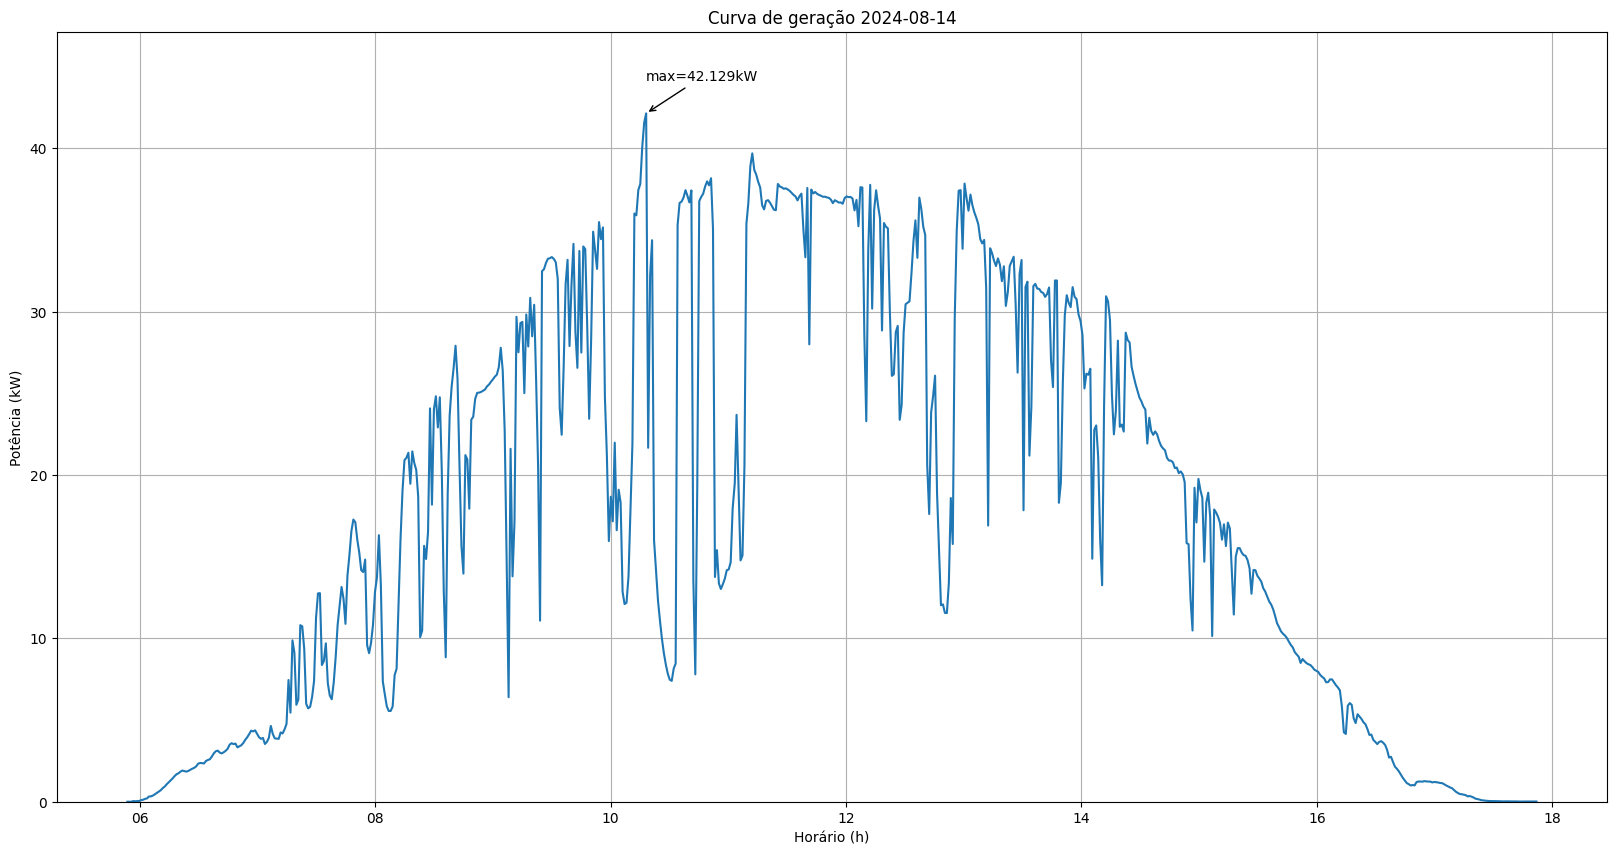 Curva de geração 2024-08-14
max=42.129kW
Potência (kW)
40
30
20
10
0
06 08 10 12 14 16 18
Horário (h)